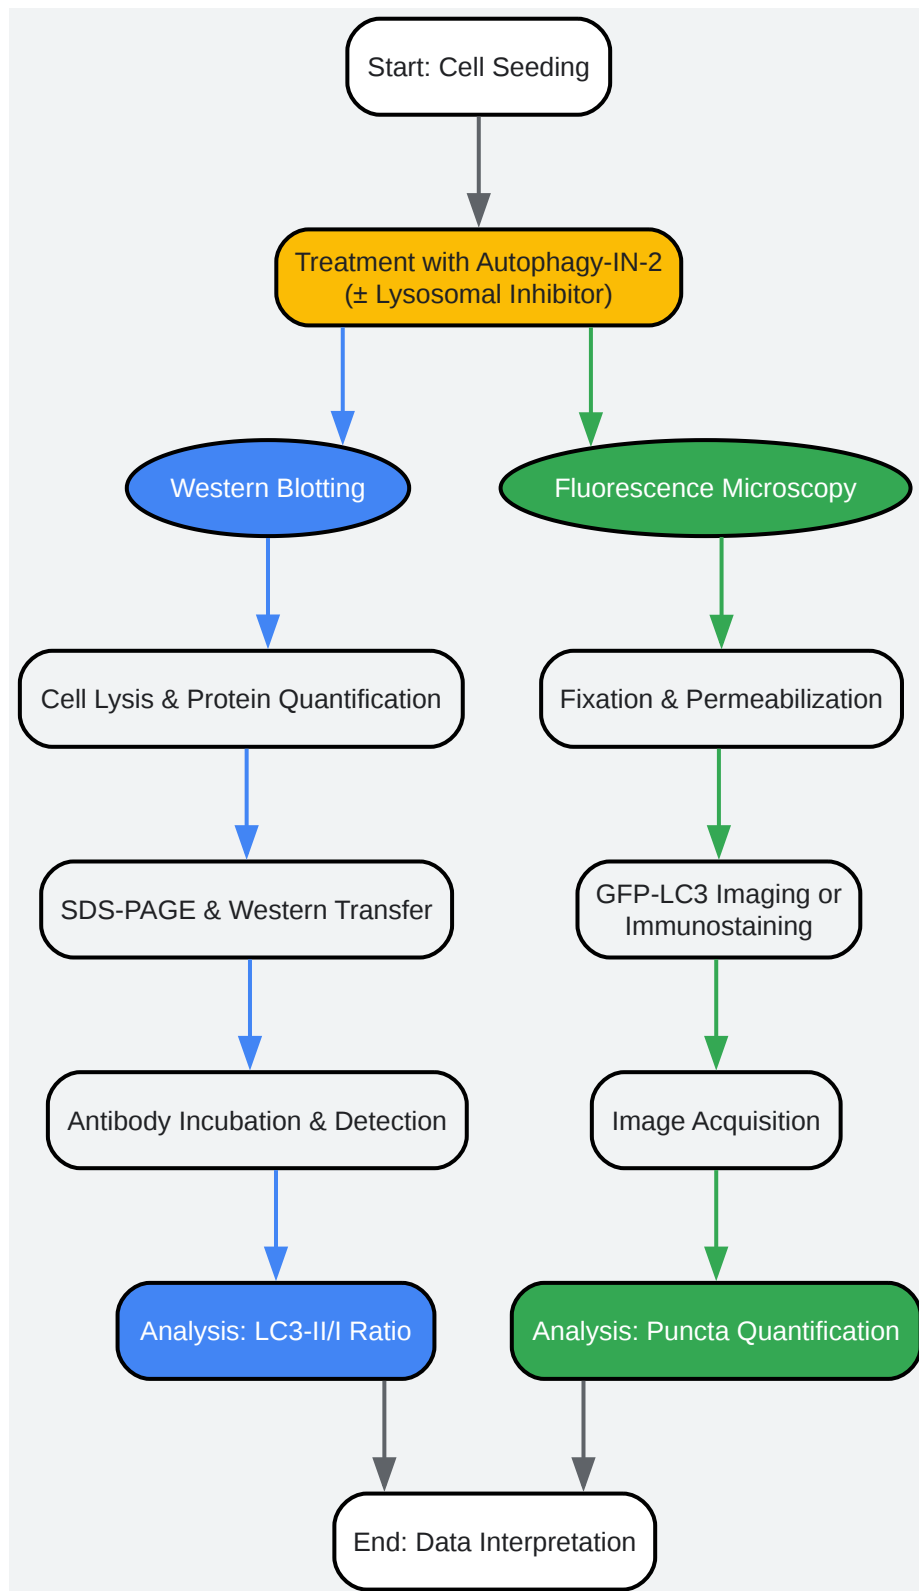 Start: Cell Seeding
Treatment with Autophagy-IN-2
(± Lysosomal Inhibitor)
Western Blotting
Fluorescence Microscopy
Cell Lysis & Protein Quantification
Fixation & Permeabilization
SDS-PAGE & Western Transfer
GFP-LC3 Imaging or
Immunostaining
Antibody Incubation & Detection
Image Acquisition
Analysis: LC3-II/I Ratio
Analysis: Puncta Quantification
End: Data Interpretation